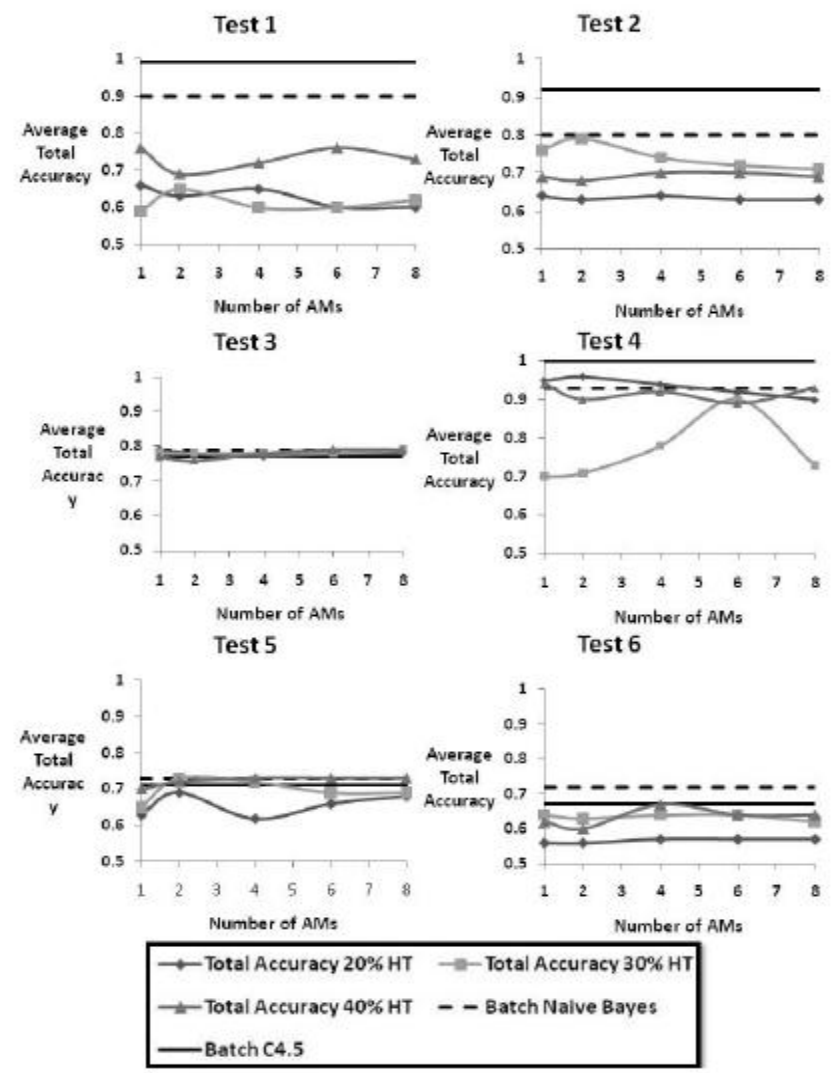 Test 1
1
0.9
0.8
0.7
0.6
0.5
Average
Total
Accuracy
1 2 3 4 5 6 7 8
Number of AMs
Test 2
1
0.9
0.8
0.7
0.6
0.5
Average
Total
Accuracy
1 2 3 4 5 6 7 8
Number of AMs
Test 3
1
0.9
0.8
0.7
0.6
0.5
Average
Total
Accurac
y
1 2 3 4 5 6 7 8
Number of AMs
Test 4
1
0.9
0.8
0.7
0.6
0.5
Average
Total
Accuracy
1 2 3 4 5 6 7 8
Number of AMs
Test 5
1
0.9
0.8
0.7
0.6
0.5
Average
Total
Accurac
y
1 2 3 4 5 6 7 8
Number of AMs
Test 6
1
0.9
0.8
0.7
0.6
0.5
Average
Total
Accuracy
1 2 3 4 5 6 7 8
Number of AMs
Total Accuracy 20% HT
Total Accuracy 30% HT
Total Accuracy 40% HT
Batch Naive Bayes
Batch C4.5